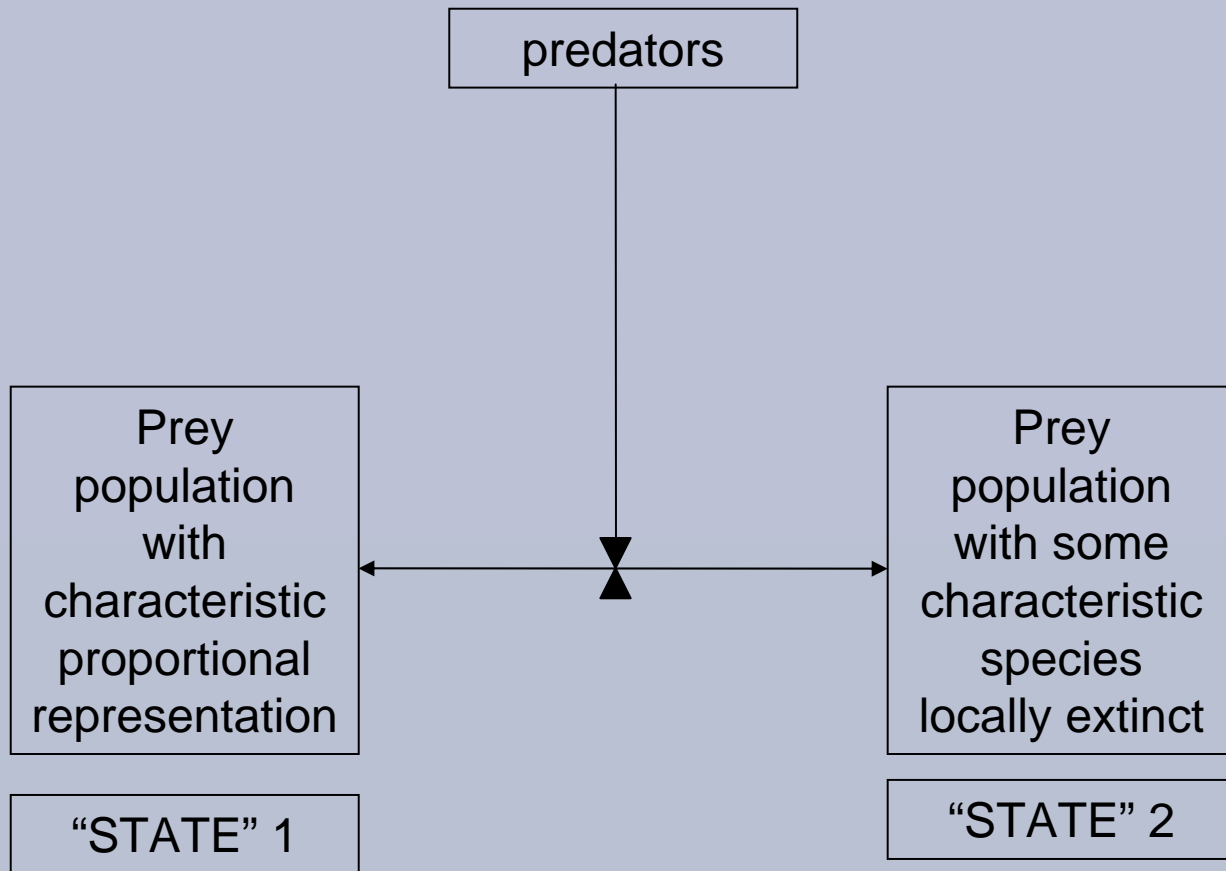 predators
Prey
population
with
characteristic
proportional
representation
“STATE” 1
Prey
population
with some
characteristic
species
locally extinct
“STATE” 2